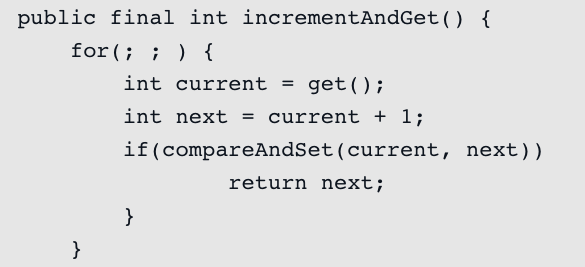 public final int incrementAndGet() {
    for(; ; ) {
        int current = get();
        int next = current + 1;
        if(compareAndSet(current, next))
                return next;
        }
    }